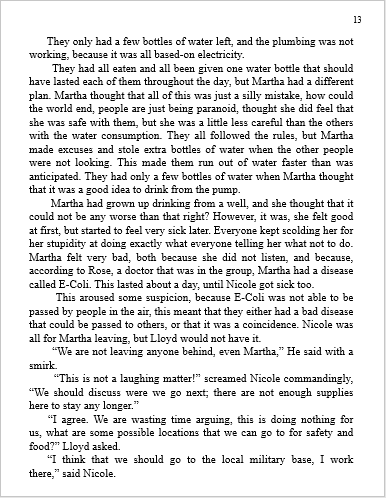 13
They only had a few bottles of water left, and the plumbing was not
working, because it was all based-on electricity.
They had all eaten and all been given one water bottle that should
have lasted each of them throughout the day, but Martha had a different
plan. Martha thought that all of this was just a silly mistake, how could
the world end, people are just being paranoid, thought she did feel that
she was safe with them, but she was a little less careful than the others
with the water consumption. They all followed the rules, but Martha
made excuses and stole extra bottles of water when the other people
were not looking. This made them run out of water faster than was
anticipated. They had only a few bottles of water when Martha thought
that it was a good idea to drink from the pump.
Martha had grown up drinking from a well, and she thought that it
could not be any worse than that right? However, it was, she felt good
at first, but started to feel very sick later. Everyone kept scolding her for
her stupidity at doing exactly what everyone telling her what not to do.
Martha felt very bad, both because she did not listen, and because,
according to Rose, a doctor that was in the group, Martha had a disease
called E-Coli. This lasted about a day, until Nicole got sick too.
This aroused some suspicion, because E-Coli was not able to be
passed by people in the air, this meant that they either had a bad disease
that could be passed to others, or that it was a coincidence. Nicole was
all for Martha leaving, but Lloyd would not have it.
“We are not leaving anyone behind, even Martha,” He said with a
smirk.
“This is not a laughing matter!” screamed Nicole commandingly,
“We should discuss were we go next; there are not enough supplies
here to stay any longer.”
“I agree. We are wasting time arguing, this is doing nothing for
us, what are some possible locations that we can go to for safety and
food?” Lloyd asked.
“I think that we should go to the local military base, I work
there,” said Nicole.